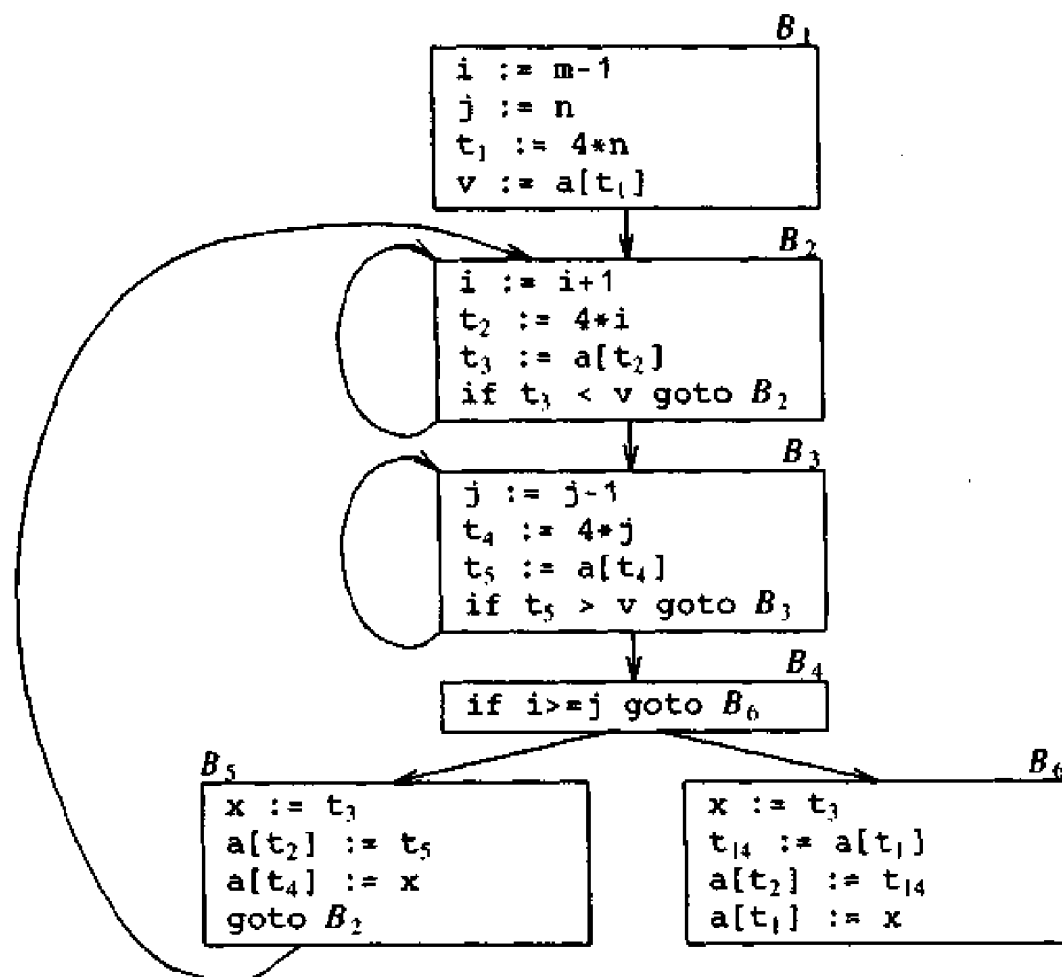 B₁
i := m-1
j := n
t₁ := 4*n
v := a[t₁]
B₂
i := i+1
t₂ := 4*i
t₃ := a[t₂]
if t₃ < v goto B₂
B₃
j := j-1
t₄ := 4*j
t₅ := a[t₄]
if t₅ > v goto B₃
B₄
if i>=j goto B₆
B₅
x := t₃
a[t₂] := t₅
a[t₄] := x
goto B₂
B₆
x := t₃
t₁₄ := a[t₁]
a[t₂] := t₁₄
a[t₁] := x